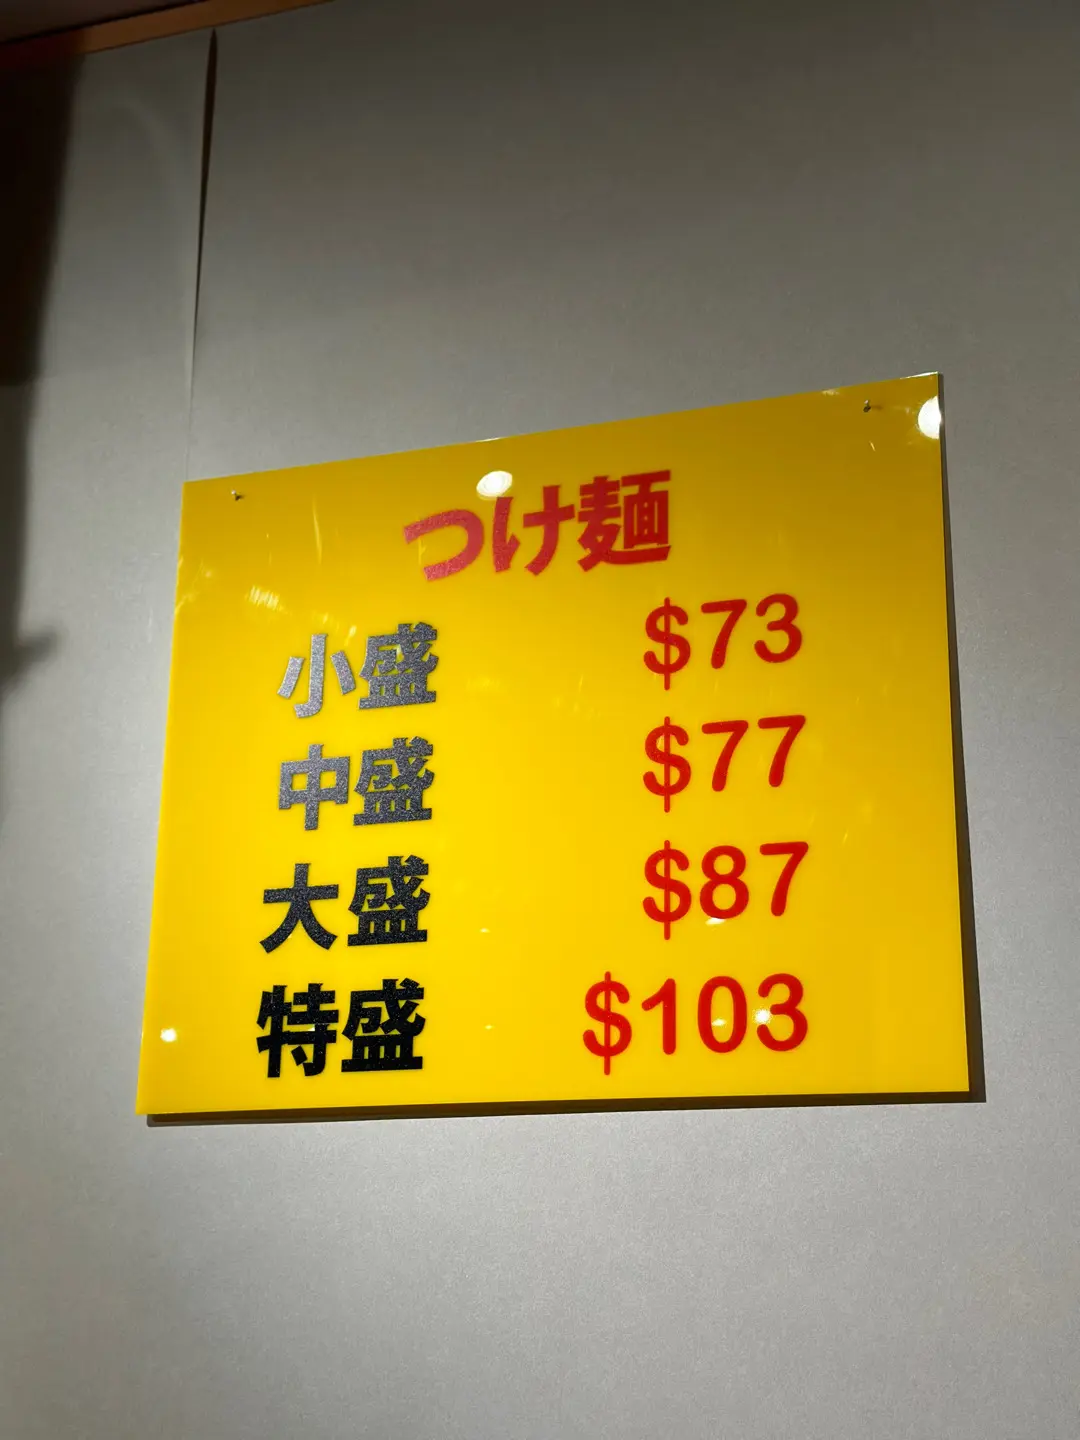 つけ麺
小盛 $73
中盛 $77
大盛 $87
特盛 $103